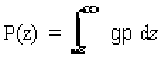 P(z) = ∫_{z}^{∞} gρ dz